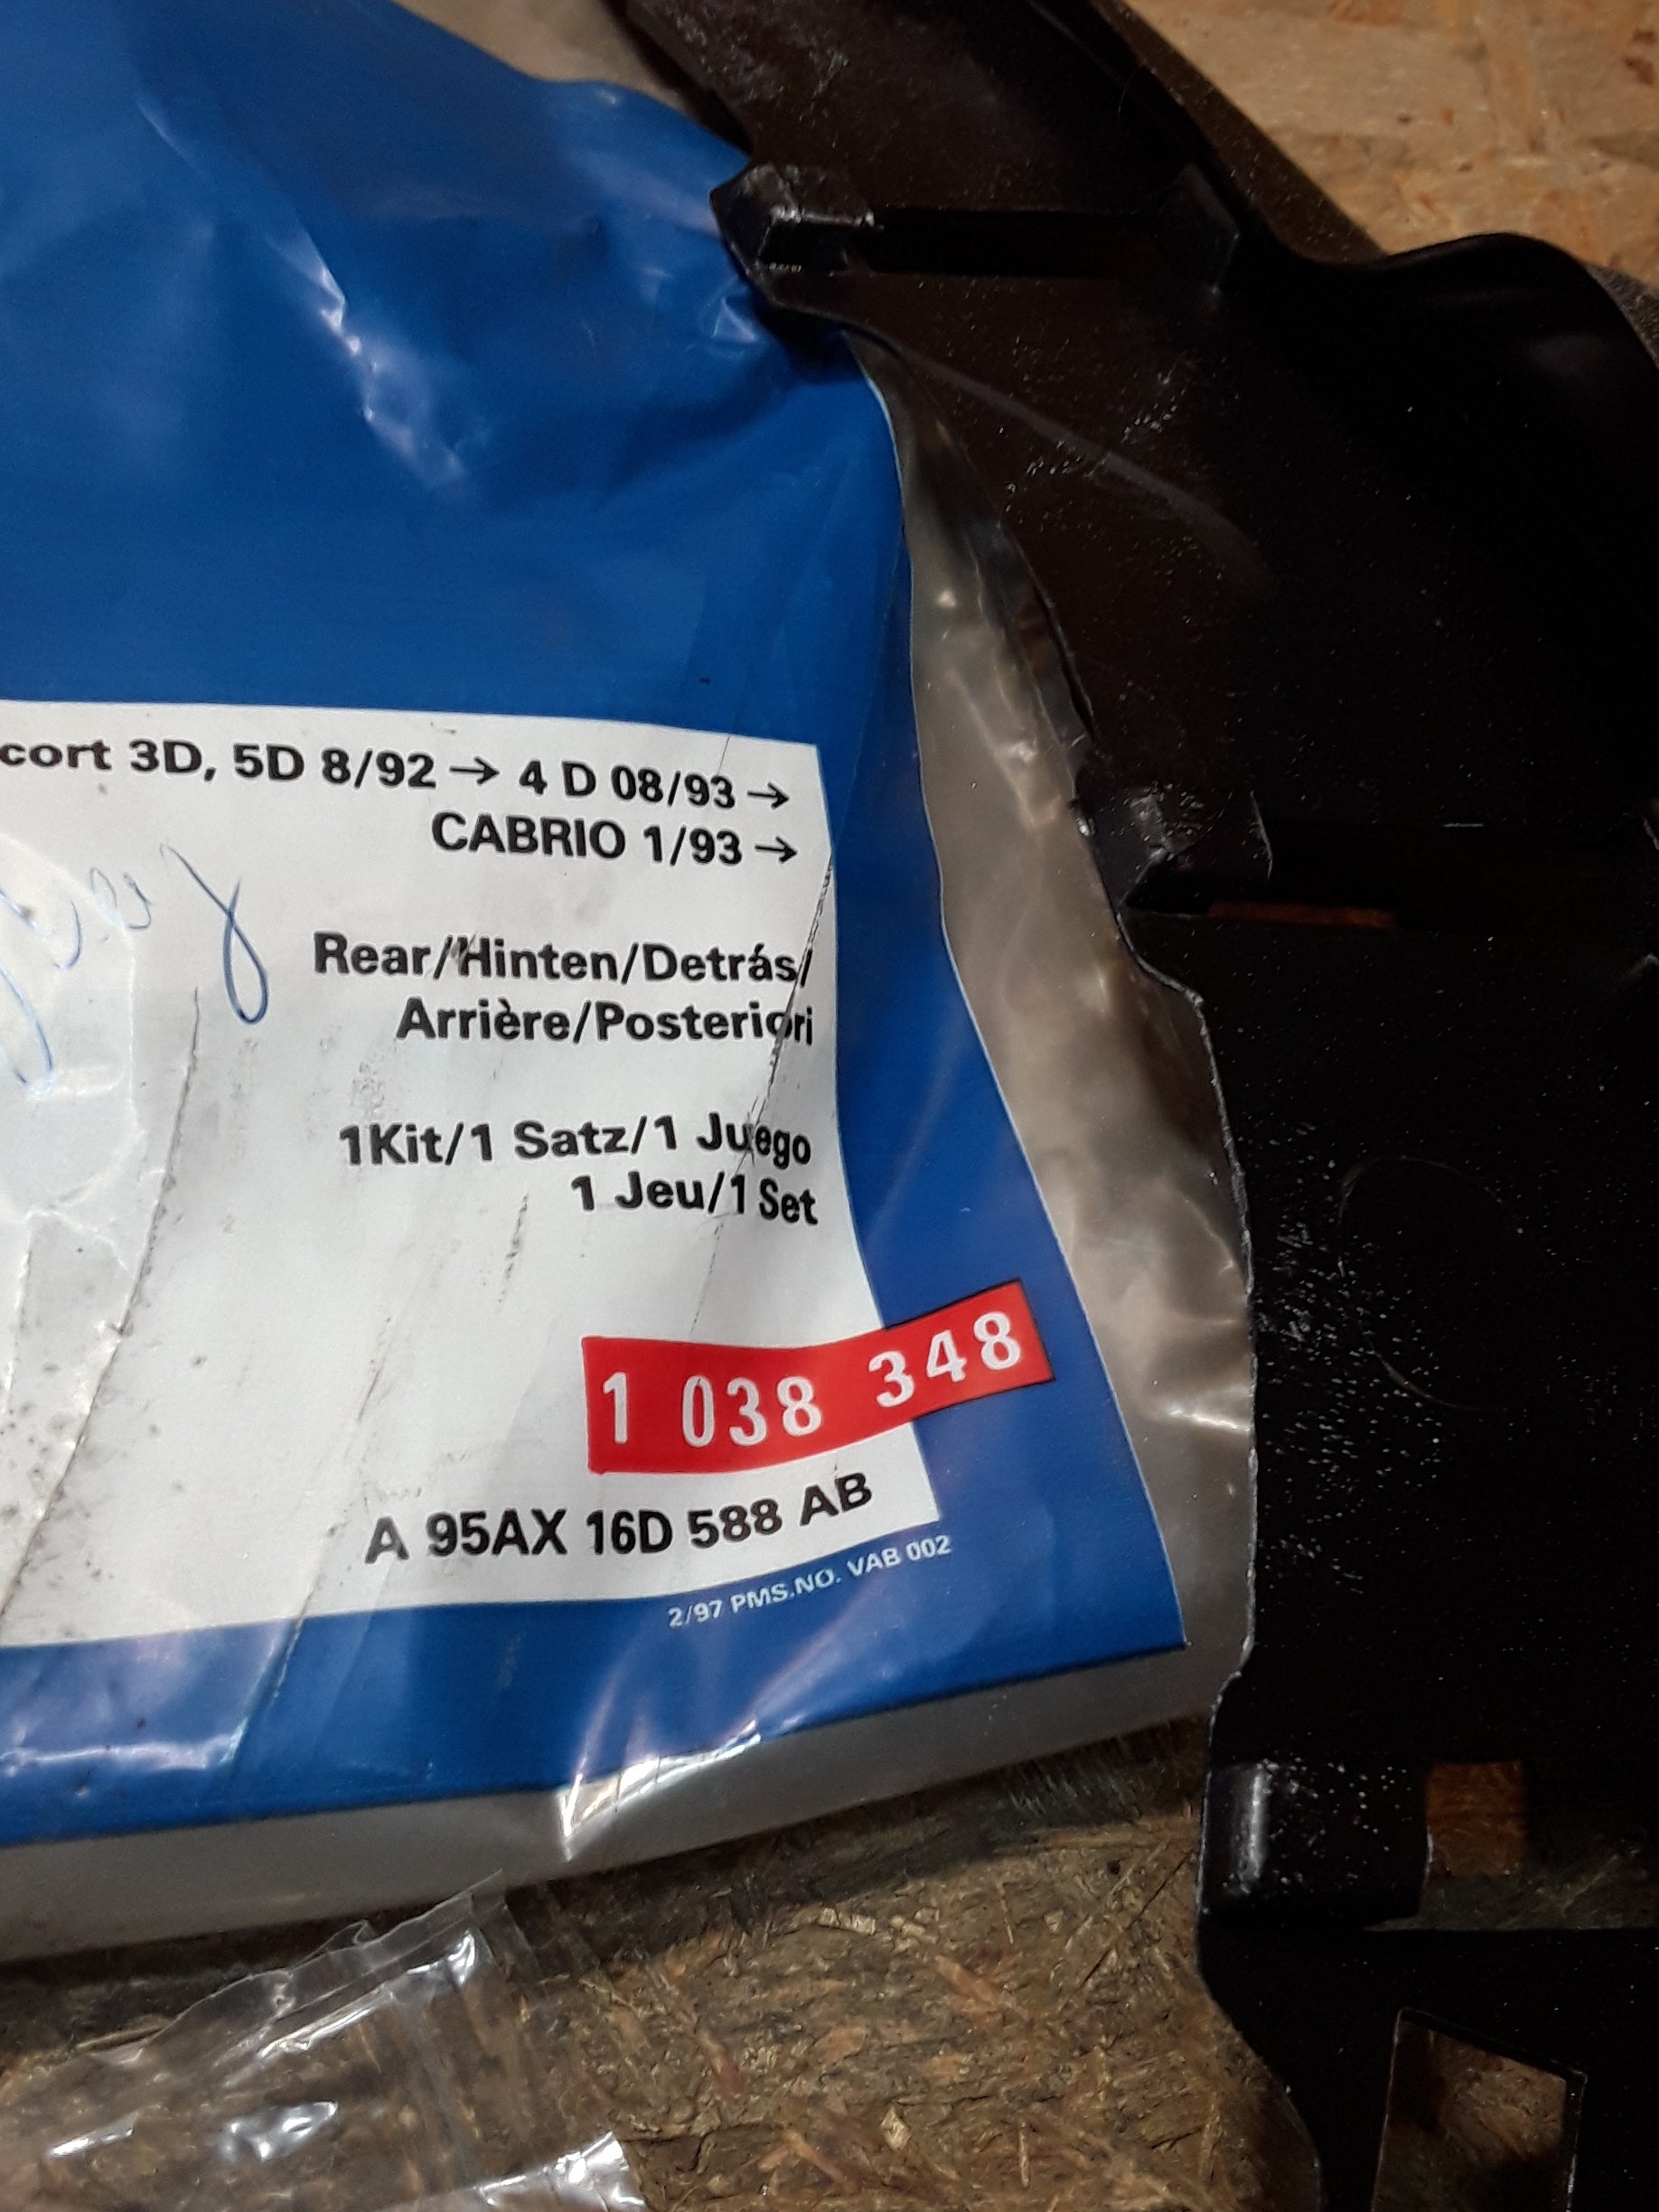 cort 3D, 5D 8/92 → 4 D 08/93 →
CABRIO 1/93 →
Rear/Hinten/Detrás/
Arrière/Posteriori
1Kit/1 Satz/1 Juego
1 Jeu/1 Set
1 038 348
A 95AX 16D 588 AB
2/97 PMS.NO. VAB 002